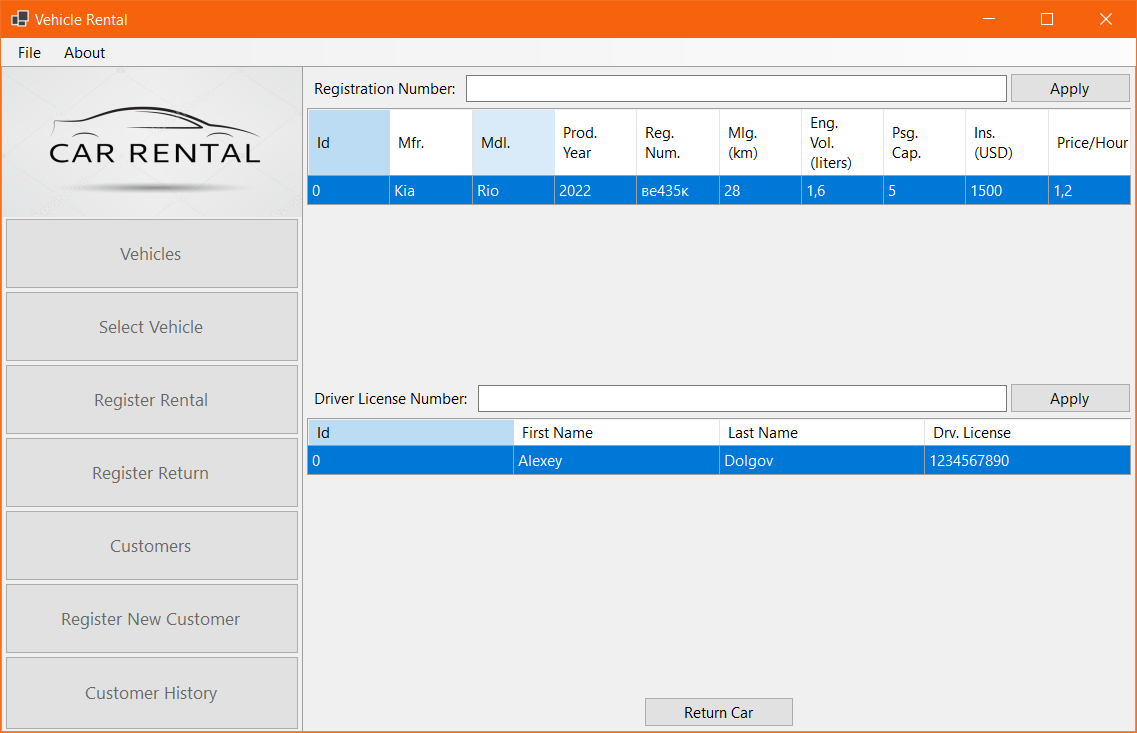 Vehicle Rental
File About
CAR RENTAL
Vehicles
Select Vehicle
Register Rental
Register Return
Customers
Register New Customer
Customer History
Registration Number: Apply
Id Mfr. Mdl. Prod. Year Reg. Num. Mlg. (km) Eng. Vol. (liters) Psg. Cap. Ins. (USD) Price/Hour
0 Kia Rio 2022 ве435к 28 1,6 5 1500 1,2
Driver License Number: Apply
Id First Name Last Name Drv. License
0 Alexey Dolgov 1234567890
Return Car